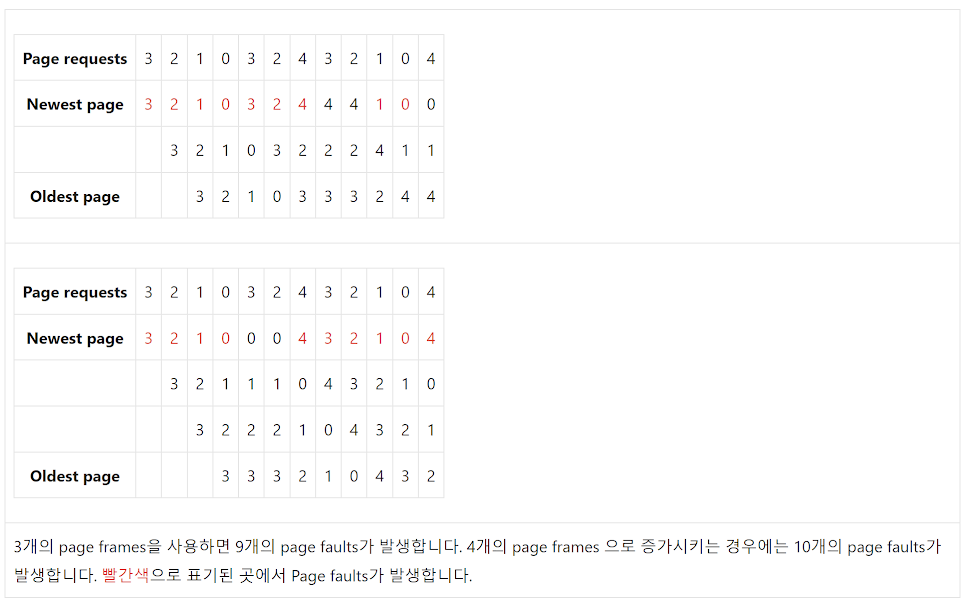 Page requests 3 2 1 0 3 2 4 3 2 1 0 4
Newest page 3 2 1 0 3 2 4 4 4 1 0 0
3 2 1 0 3 2 2 2 4 1 1
Oldest page 3 2 1 0 3 3 3 2 4 4
Page requests 3 2 1 0 3 2 4 3 2 1 0 4
Newest page 3 2 1 0 0 0 4 3 2 1 0 4
3 2 1 1 1 0 4 3 2 1 0
3 2 2 2 1 0 4 3 2 1
Oldest page 3 3 3 2 1 0 4 3 2
3개의 page frames을 사용하면 9개의 page faults가 발생합니다. 4개의 page frames 으로 증가시키는 경우에는 10개의 page faults가
발생합니다. 빨간색으로 표기된 곳에서 Page faults가 발생합니다.